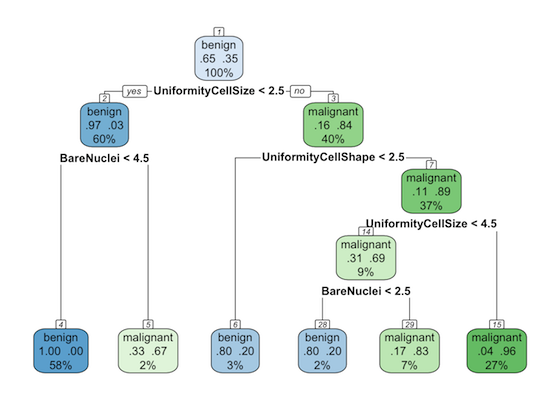 1
benign
.65 .35
100%
yes UniformityCellSize < 2.5 no
2
benign
.97 .03
60%
3
malignant
.16 .84
40%
BareNuclei < 4.5
UniformityCellShape < 2.5
7
malignant
.11 .89
37%
UniformityCellSize < 4.5
14
malignant
.31 .69
9%
BareNuclei < 2.5
4
benign
1.00 .00
58%
5
malignant
.33 .67
2%
6
benign
.80 .20
3%
28
benign
.80 .20
2%
29
malignant
.17 .83
7%
15
malignant
.04 .96
27%